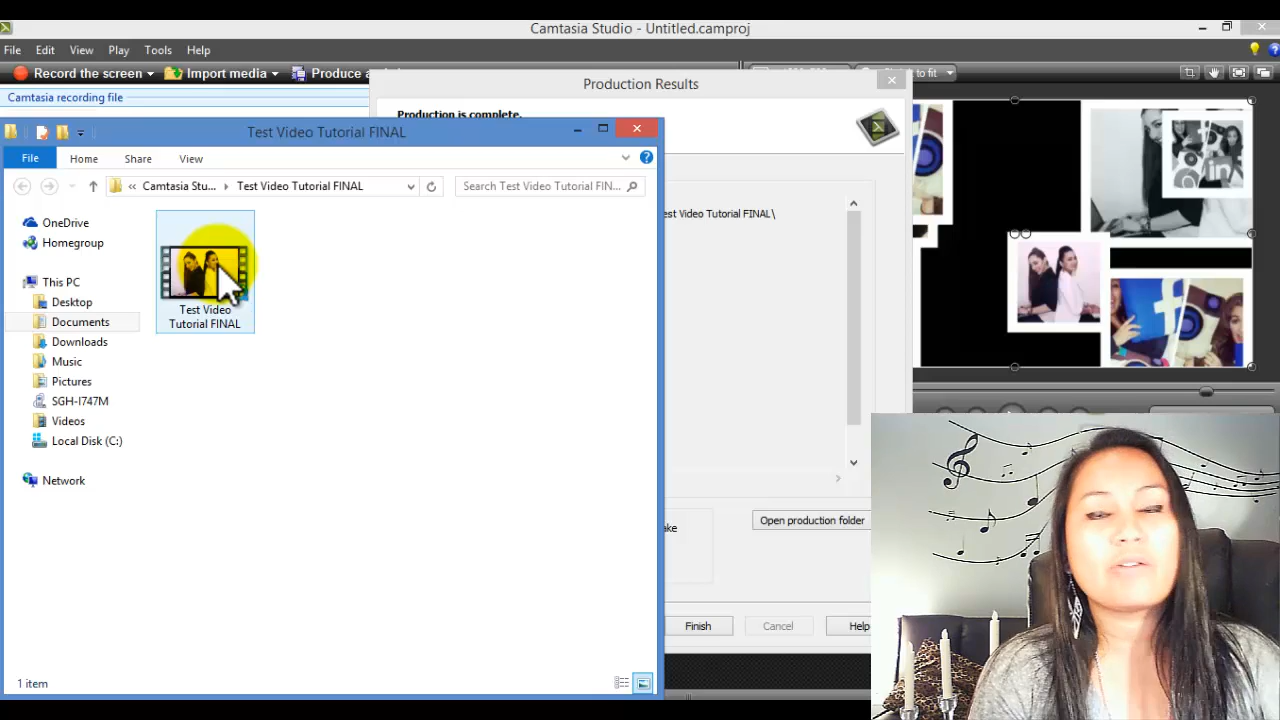 Camtasia Studio - Untitled.camproj
File Edit View Play Tools Help
Record the screen Import media Produce a
Camtasia recording file
Production Results
Production is complete.
Test Video Tutorial FINAL
File Home Share View
Camtasia Stu... Test Video Tutorial FINAL
Search Test Video Tutorial FIN...
OneDrive
Homegroup
This PC
Desktop
Documents
Downloads
Music
Pictures
SGH-I747M
Videos
Local Disk (C:)
Network
Test Video
Tutorial FINAL
1 item
est Video Tutorial FINAL\
ake
Open production folder
Finish Cancel Help
t to fit
in
f